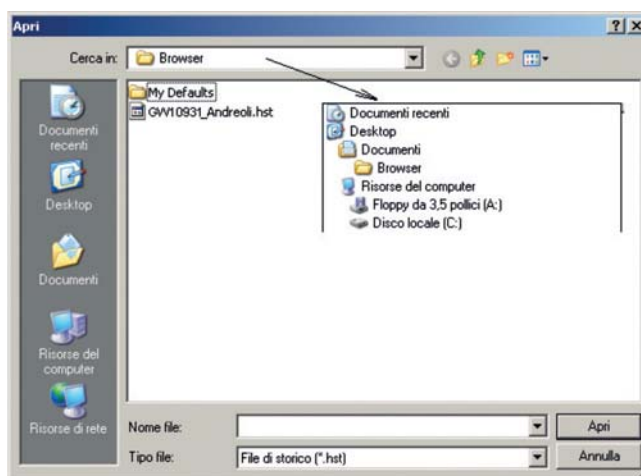 Apri
Cerca in: Browser
Documenti recenti
Desktop
Documenti
Risorse del computer
Risorse di rete
My Defaults
GW10931_Andreoli.hst
Documenti recenti
Desktop
Documenti
Browser
Risorse del computer
Floppy da 3,5 pollici (A:)
Disco locale (C:)
Nome file:
Apri
Tipo file: File di storico (*.hst)
Annulla